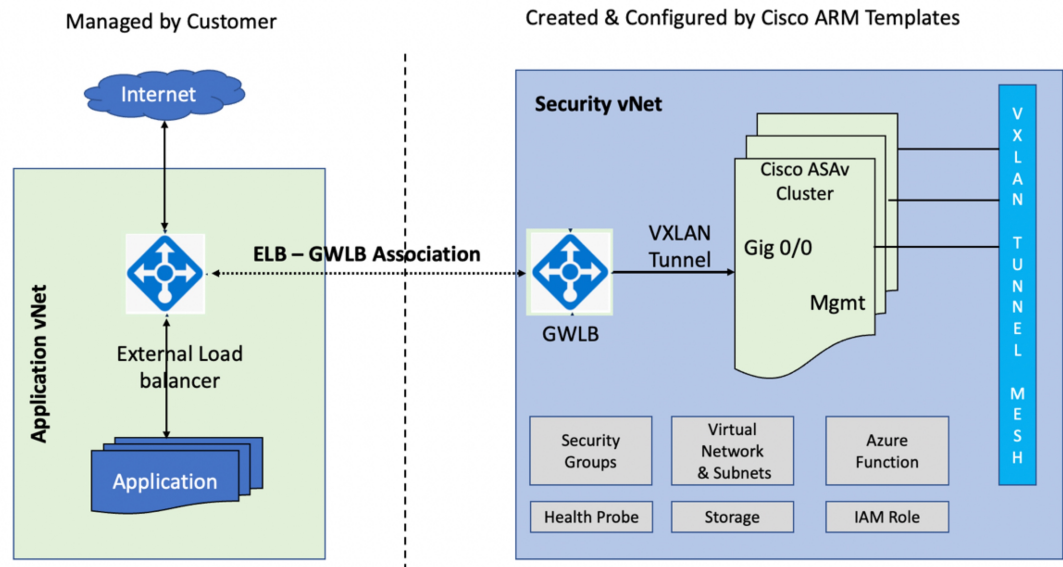 Managed by Customer
Created & Configured by Cisco ARM Templates
Internet
Application vNet
ELB – GWLB Association
External Load
balancer
Application
Security vNet
GWLB
VXLAN
Tunnel
Cisco ASAv
Cluster
Gig 0/0
Mgmt
VXLAN TUNNEL MESH
Security
Groups
Virtual
Network
& Subnets
Azure
Function
Health Probe
Storage
IAM Role